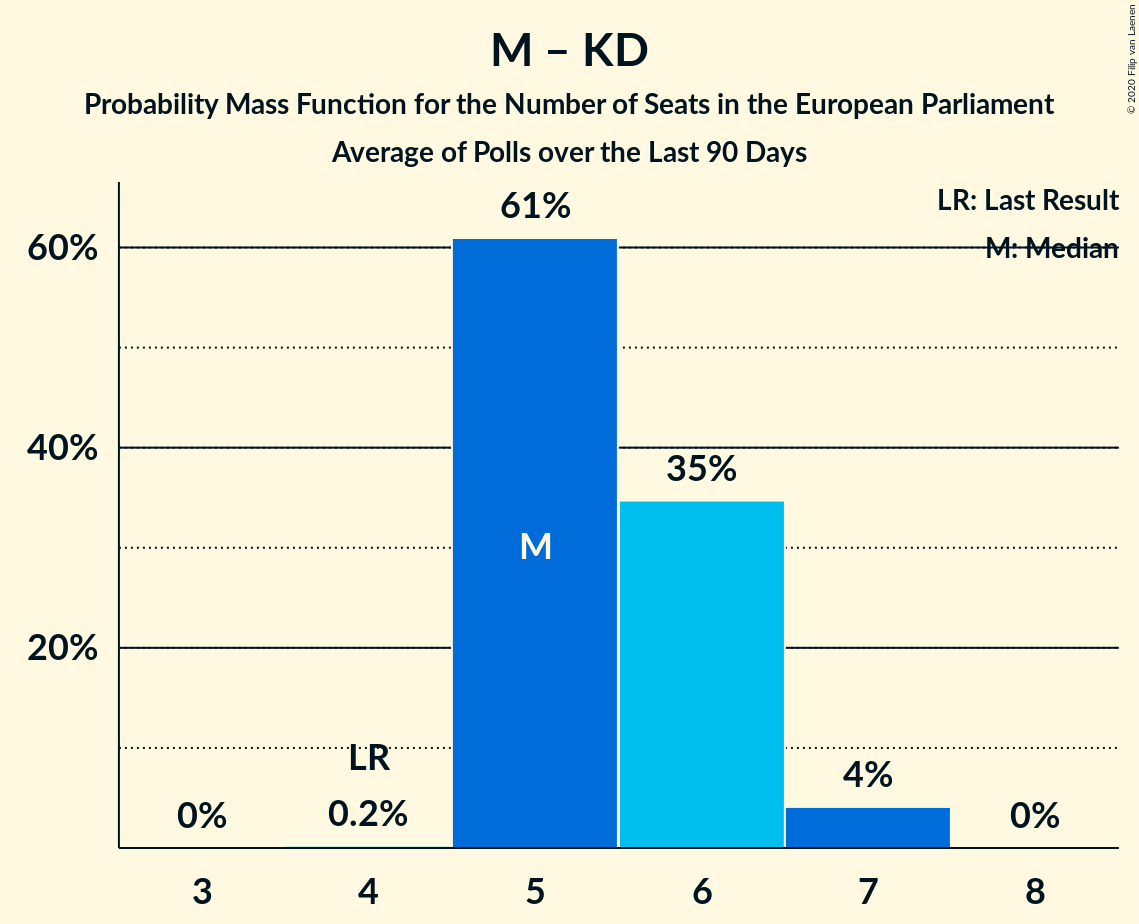 M – KD
Probability Mass Function for the Number of Seats in the European Parliament
Average of Polls over the Last 90 Days
© 2020 Filip van Laenen
LR: Last Result
M: Median
60%
40%
20%
61%
35%
M
LR
0%
0.2%
4%
0%
3
4
5
6
7
8